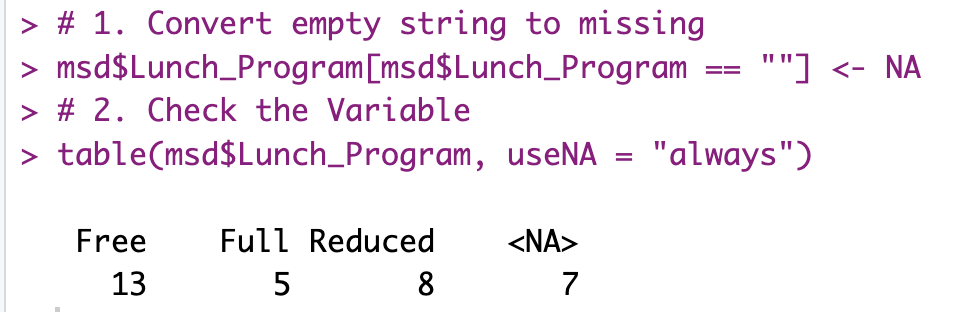 > # 1. Convert empty string to missing
> msd$Lunch_Program[msd$Lunch_Program == ""] <- NA
> # 2. Check the Variable
> table(msd$Lunch_Program, useNA = "always")
Free Full Reduced <NA>
13 5 8 7